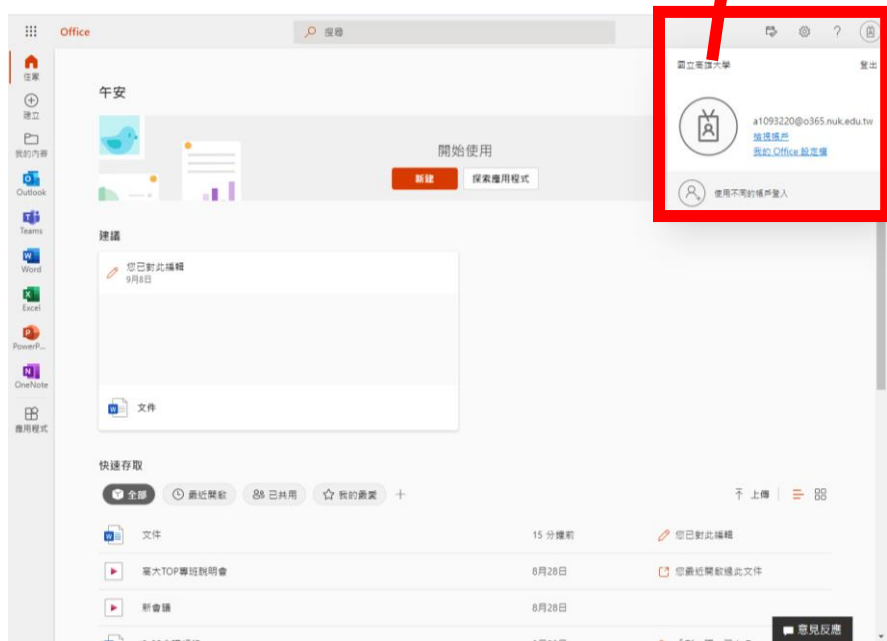 Office
搜尋
?
國立高雄大學
登出
a1093220@o365.nuk.edu.tw
檢視帳戶
我的 Office 設定檔
使用不同的帳戶登入
住家
建立
我的內容
Outlook
Teams
Word
Excel
PowerP...
OneNote
應用程式
午安
開始使用
新建
探索應用程式
建議
您已對此編輯
9月8日
文件
快速存取
全部
最近開啟
已共用
我的最愛
上傳
文件
15 分鐘前
您已對此編輯
高大TOP專班說明會
8月28日
您最近開啟過此文件
新會議
8月28日
意見反應